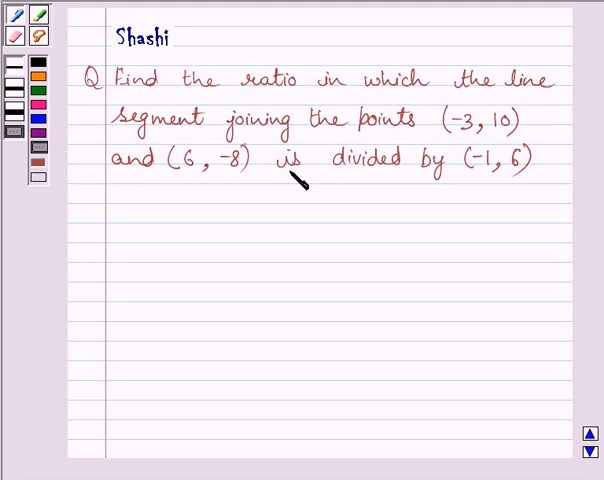 Shashi
Q Find the ratio in which the line
segment joining the points (-3, 10)
and (6, -8) is divided by (-1, 6)